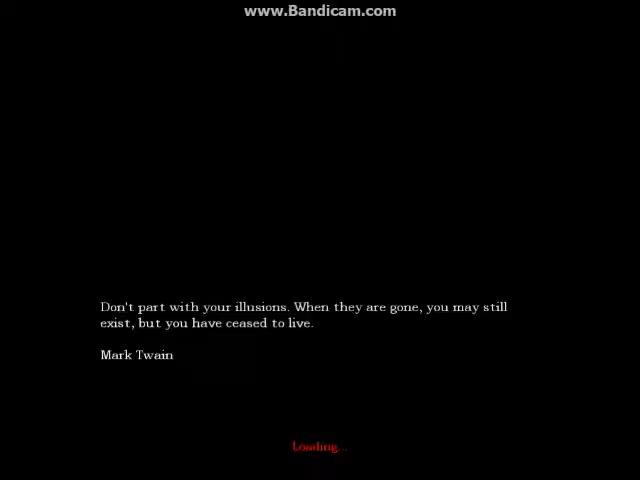 www.Bandicam.com
Don't part with your illusions. When they are gone, you may still
exist, but you have ceased to live.
Mark Twain
Loading...